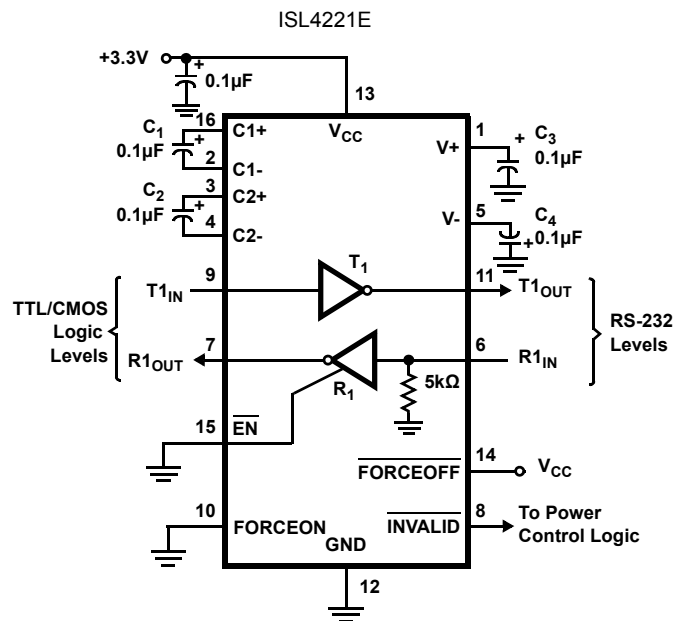 ISL4221E
+3.3V
+
0.1µF
13
VCC
16
C1+
C1
0.1µF
+
2
C1-
3
C2+
C2
0.1µF
+
4
C2-
1
V+
+
C3
0.1µF
5
V-
C4
0.1µF
+
T1
9
T1IN
11
T1OUT
TTL/CMOS
Logic
Levels
RS-232
Levels
7
R1OUT
R1
5kΩ
6
R1IN
15
E̅N̅
14
F̅O̅R̅C̅E̅O̅F̅F̅
VCC
10
FORCEON
8
I̅N̅V̅A̅L̅I̅D̅
To Power
Control Logic
GND
12